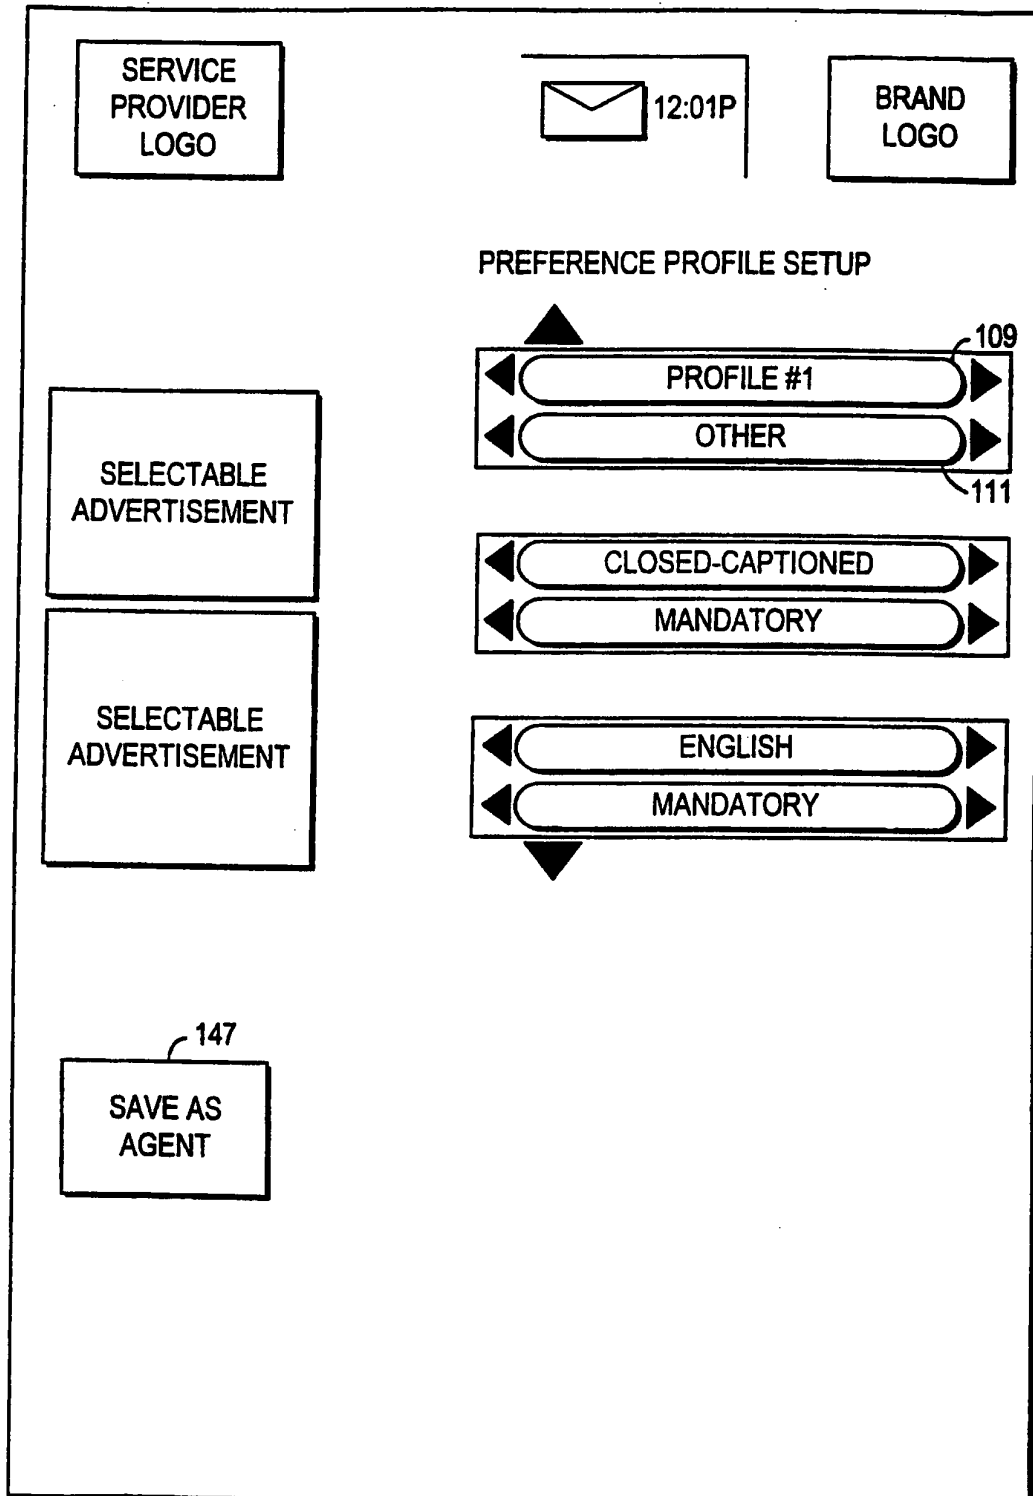 SERVICE
PROVIDER
LOGO
12:01P
BRAND
LOGO
PREFERENCE PROFILE SETUP
109
PROFILE #1
OTHER
111
SELECTABLE
ADVERTISEMENT
CLOSED-CAPTIONED
MANDATORY
SELECTABLE
ADVERTISEMENT
ENGLISH
MANDATORY
147
SAVE AS
AGENT